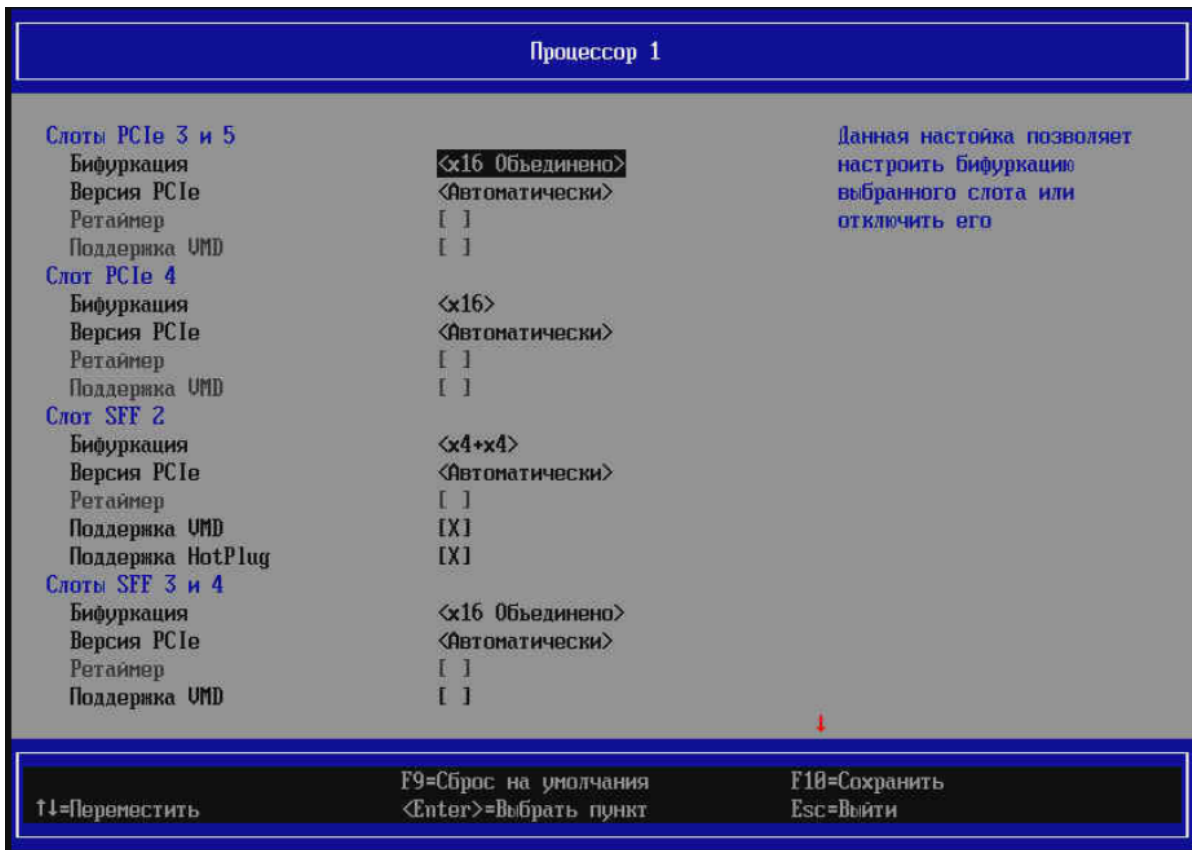 Процессор 1
Слоты PCIe 3 и 5
Бифуркация <x16 Объединено>
Версия PCIe <Автоматически>
Ретаймер [ ]
Поддержка VMD [ ]
Слот PCIe 4
Бифуркация <x16>
Версия PCIe <Автоматически>
Ретаймер [ ]
Поддержка VMD [ ]
Слот SFF 2
Бифуркация <x4+x4>
Версия PCIe <Автоматически>
Ретаймер [ ]
Поддержка VMD [X]
Поддержка HotPlug [X]
Слоты SFF 3 и 4
Бифуркация <x16 Объединено>
Версия PCIe <Автоматически>
Ретаймер [ ]
Поддержка VMD [ ]
Данная настойка позволяет
настроить бифуркацию
выбранного слота или
отключить его
↓
F9=Сброс на умолчания F10=Сохранить
↑↓=Переместить <Enter>=Выбрать пункт Esc=Выйти